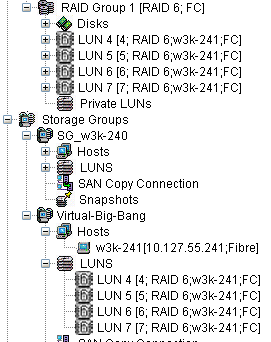 RAID Group 1 [RAID 6; FC]
Disks
LUN 4 [4; RAID 6;w3k-241;FC]
LUN 5 [5; RAID 6;w3k-241;FC]
LUN 6 [6; RAID 6;w3k-241;FC]
LUN 7 [7; RAID 6;w3k-241;FC]
Private LUNs
Storage Groups
SG_w3k-240
Hosts
LUNS
SAN Copy Connection
Snapshots
Virtual-Big-Bang
Hosts
w3k-241[10.127.55.241;Fibre]
LUNS
LUN 4 [4; RAID 6;w3k-241;FC]
LUN 5 [5; RAID 6;w3k-241;FC]
LUN 6 [6; RAID 6;w3k-241;FC]
LUN 7 [7; RAID 6;w3k-241;FC]
SAN Copy Connection